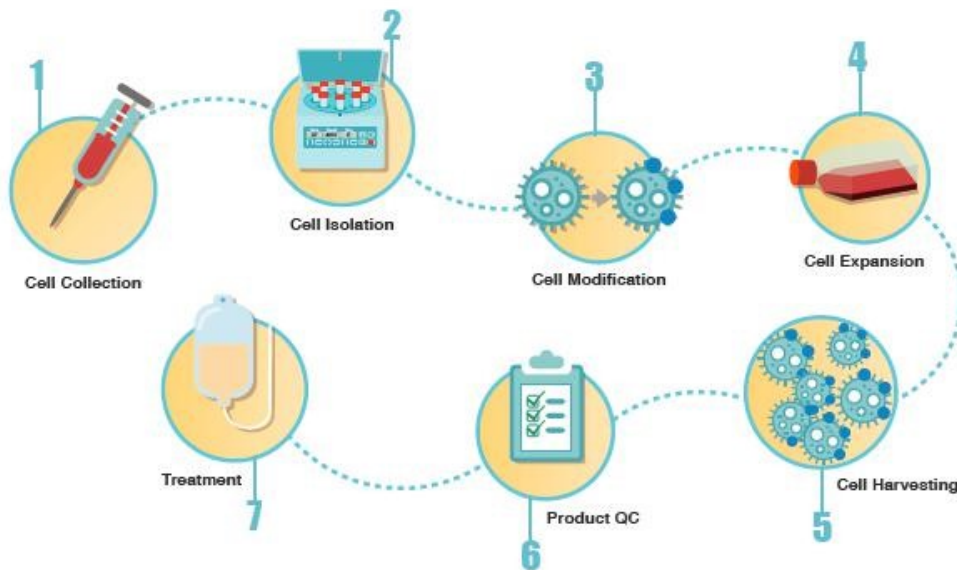 1
Cell Collection
2
Cell Isolation
3
Cell Modification
4
Cell Expansion
5
Cell Harvesting
6
Product QC
7
Treatment